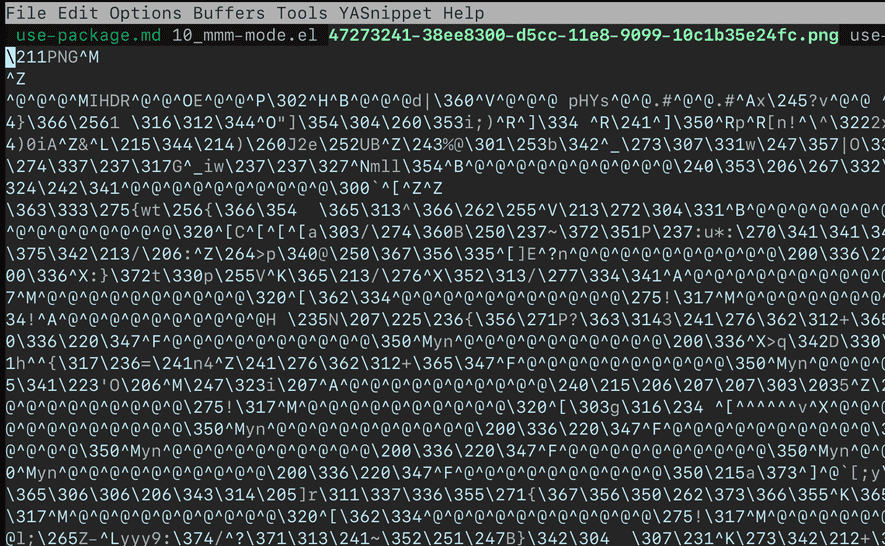 File Edit Options Buffers Tools YASnippet Help
use-package.md 10_mmm-mode.el 47273241-38ee8300-d5cc-11e8-9099-10c1b35e24fc.png use-
\211PNG^M
^Z
^@^@^@^MIHDR^@^@^OE^@^@^P\302^H^B^@^@^@d|\360^V^@^@^@ pHYs^@^@.#^@^@.#^Ax\245?v^@^@
4}\366\2561 \316\312\344^O"]\354\304\260\353i;)^R^]\334 ^R\241^]\350^Rp^R[n!^\^\3222
4)0iA^Z&^L\215\344\214)\260J2e\252UB^Z\243%@\301\253b\342^_\273\307\331w\247\357|O\33
\274\337\237\317G^_iw\237\237\327^Nmll\354^B^@^@^@^@^@^@^@^@^@^@\240\353\206\267\332
324\242\341^@^@^@^@^@^@^@^@^@^@\300`^[^Z^Z
\363\333\275{wt\256{\366\354 \365\313^\366\262\255^V\213\272\304\331^B^@^@^@^@^@^@^@
^@^@^@^@^@^@^@^@\320^[C^[^[^[a\303/\274\360B\250\237~\372\351P\237:u*:\270\341\341\34
\375\342\213/\206:^Z\264>p\340@\250\367\356\335^[]E^?n^@^@^@^@^@^@^@^@^@^@\200\336\22
00\336^X:}\372t\330p\255V^K\365\213/\276^X\352\313/\277\334\341^A^@^@^@^@^@^@^@^@^@^@
7^M^@^@^@^@^@^@^@^@^@^@\320^[\362\334^@^@^@^@^@^@^@^@^@^@\275!\317^M^@^@^@^@^@^@^@
34!^A^@^@^@^@^@^@^@^@^@^@H \235N\207\225\236{\356\271P?\363\3143\241\276\362\312+\365
0\336\220\347^F^@^@^@^@^@^@^@^@^@^@\350^Myn^@^@^@^@^@^@^@^@^@^@\200\336^X>q\342D\330
1h^^{\317\236=\241n4^Z\241\276\362\312+\365\347^F^@^@^@^@^@^@^@^@^@^@\350^Myn^@^@^@^@
5\341\223'O\206^M\247\323i\207^A^@^@^@^@^@^@^@^@^@^@\240\215\206\207\207\303\2035^Z\2
^@^@^@^@^@^@^@^@^@\275!\317^M^@^@^@^@^@^@^@^@^@^@\320^[\303g\316\234 ^[^^^^^^v^X^@^@
^@^@^@^@^@^@^@^@^@\350^Myn^@^@^@^@^@^@^@^@^@^@\200\336\220\347^F^@^@^@^@^@^@^@^@^@^@\3
^@^@^@^@\350^Myn^@^@^@^@^@^@^@^@^@^@\200\336\220\347^F^@^@^@^@^@^@^@^@^@^@\350^Myn^@
0^Myn^@^@^@^@^@^@^@^@^@^@\200\336\220\347^F^@^@^@^@^@^@^@^@^@^@\350\215a\373^]^@`[;y\
\365\306\306\206\343\314\205]r\311\337\336\355\271{\367\356\350\262\373\366\355^K\36
\317^M^@^@^@^@^@^@^@^@^@^@\320^[\362\334^@^@^@^@^@^@^@^@^@^@\275!\317^M^@^@^@^@^@^@^@
@l;\265Z-^Lyyy9:\374/^?\371\313\241~\352\251\247B}\342\304 \307\231^K\273\342\212+\3